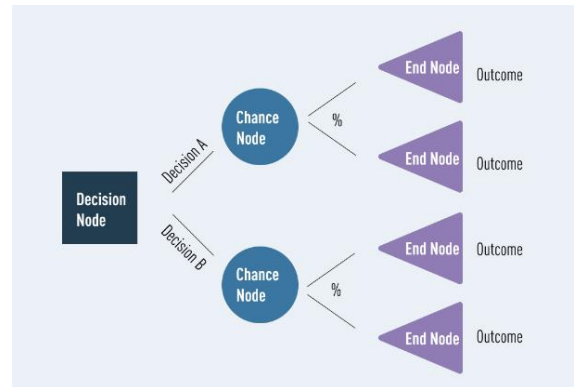 Decision
Node
Decision A
Decision B
Chance
Node
%
Chance
Node
%
End Node
Outcome
End Node
Outcome
End Node
Outcome
End Node
Outcome